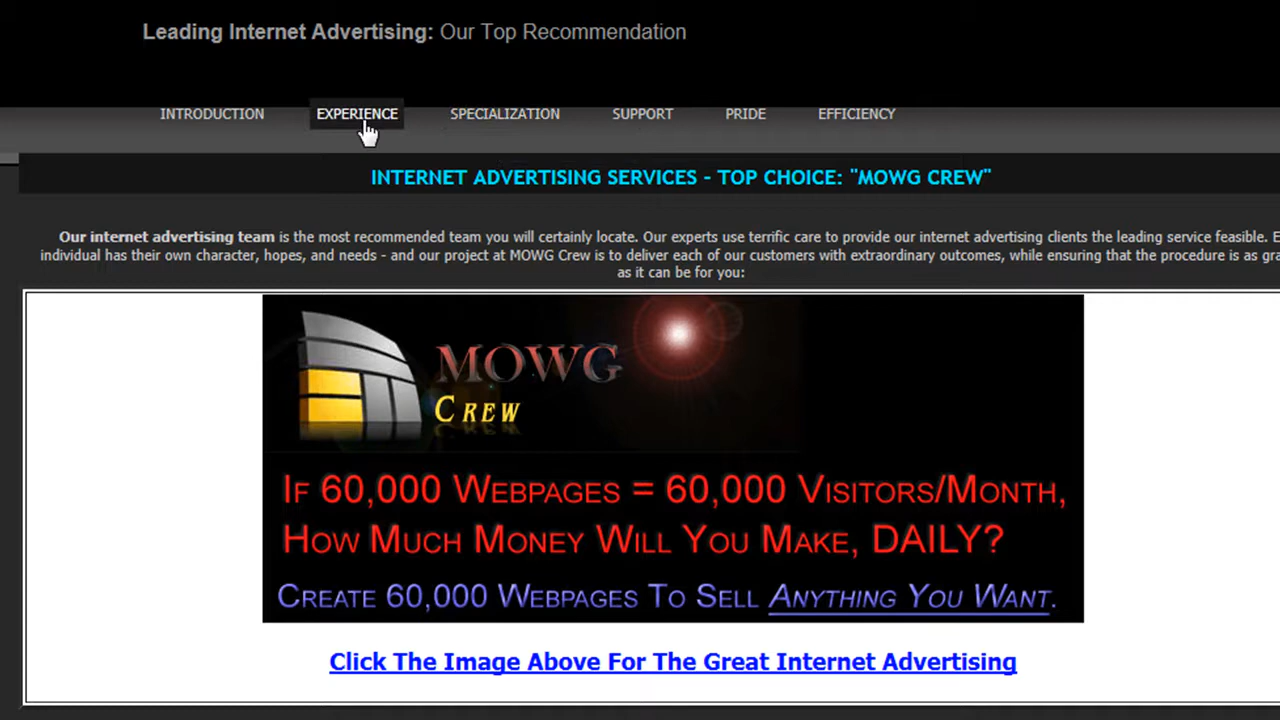 Leading Internet Advertising: Our Top Recommendation
INTRODUCTION EXPERIENCE SPECIALIZATION SUPPORT PRIDE EFFICIENCY
INTERNET ADVERTISING SERVICES - TOP CHOICE: "MOWG CREW"
Our internet advertising team is the most recommended team you will certainly locate. Our experts use terrific care to provide our internet advertising clients the leading service feasible.
individual has their own character, hopes, and needs - and our project at MOWG Crew is to deliver each of our customers with extraordinary outcomes, while ensuring that the procedure is as
as it can be for you:
MOWG
CREW
IF 60,000 WEBPAGES = 60,000 VISITORS/MONTH,
HOW MUCH MONEY WILL YOU MAKE, DAILY?
CREATE 60,000 WEBPAGES TO SELL ANYTHING YOU WANT.
Click The Image Above For The Great Internet Advertising